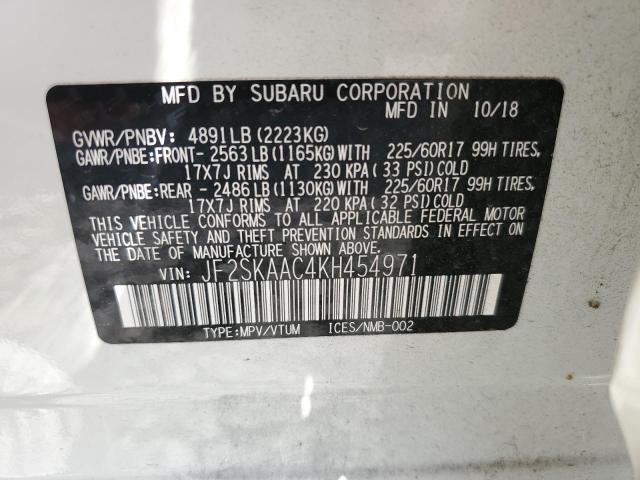 MFD BY SUBARU CORPORATION
MFD IN 10/18
GVWR/PNBV: 4891LB (2223KG)
GAWR/PNBE:FRONT- 2563LB (1165KG)WITH 225/60R17 99H TIRES,
17X7J RIMS AT 230 KPA( 33 PSI)COLD
GAWR/PNBE:REAR - 2486LB (1130KG)WITH 225/60R17 99H TIRES,
17X7J RIMS AT 220 KPA( 32 PSI)COLD
THIS VEHICLE CONFORMS TO ALL APPLICABLE FEDERAL MOTOR
VEHICLE SAFETY AND THEFT PREVENTION STANDARDS IN EFFECT ON
THE DATE OF MANUFACTURE SHOWN ABOVE.
VIN: JF2SKAAC4KH454971
TYPE:MPV/VTUM ICES/NMB-002